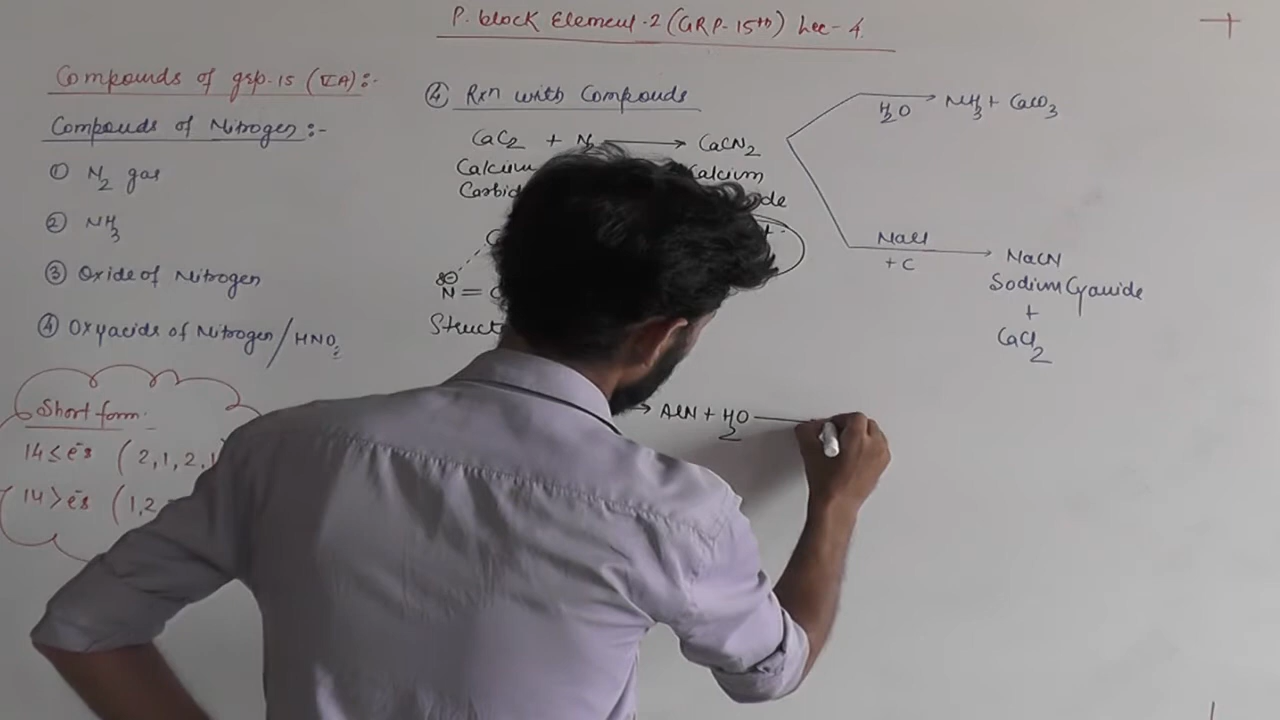 P. block Element-2 (GRP-15th) Lec-4.
Compounds of grp-15 (VA):-
Compouds of Nitrogen:-
① N2 gas
② NH3
③ Oxide of Nitrogen
④ Oxyacids of Nitrogen/HNO2
Short form.
14≤e's (2,1,2,1
14>e's (1,2
④ Rxn with Compouds
CaC2 + N2 → CaCN2
Calcium Calcium
Carbid de
N = C
Struct
→ AlN + H2O
H2O → NH3 + CaCO3
NaCl
+ C → NaCN
Sodium Cyanide
+
CaCl2